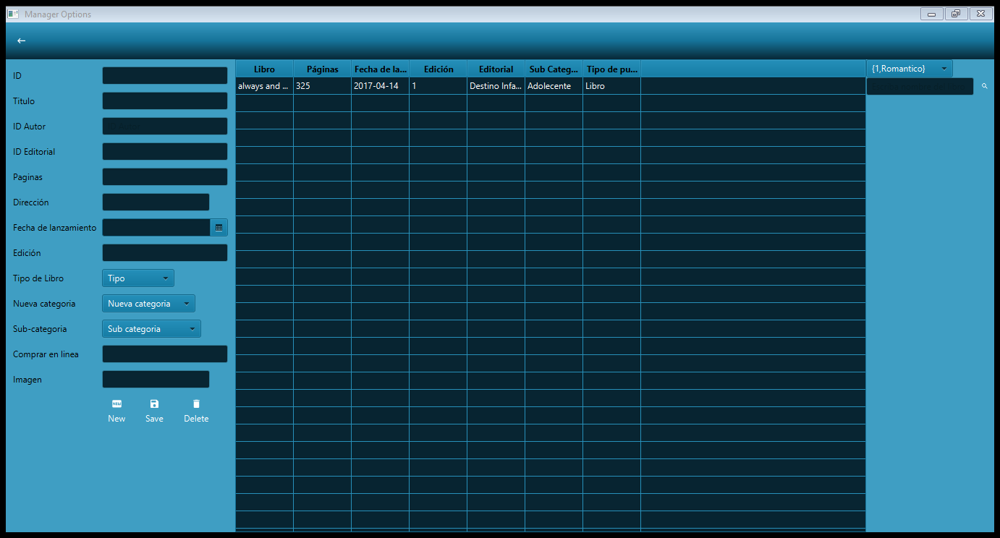 Manager Options
ID
Titulo
ID Autor
ID Editorial
Paginas
Dirección
Fecha de lanzamiento
Edición
Tipo de Libro
Tipo
Nueva categoria
Nueva categoria
Sub-categoria
Sub categoria
Comprar en linea
Imagen
New Save Delete
Libro Páginas Fecha de la... Edición Editorial Sub Categ... Tipo de pu...
always and ... 325 2017-04-14 1 Destino Infa... Adolecente Libro
{1,Romantico}